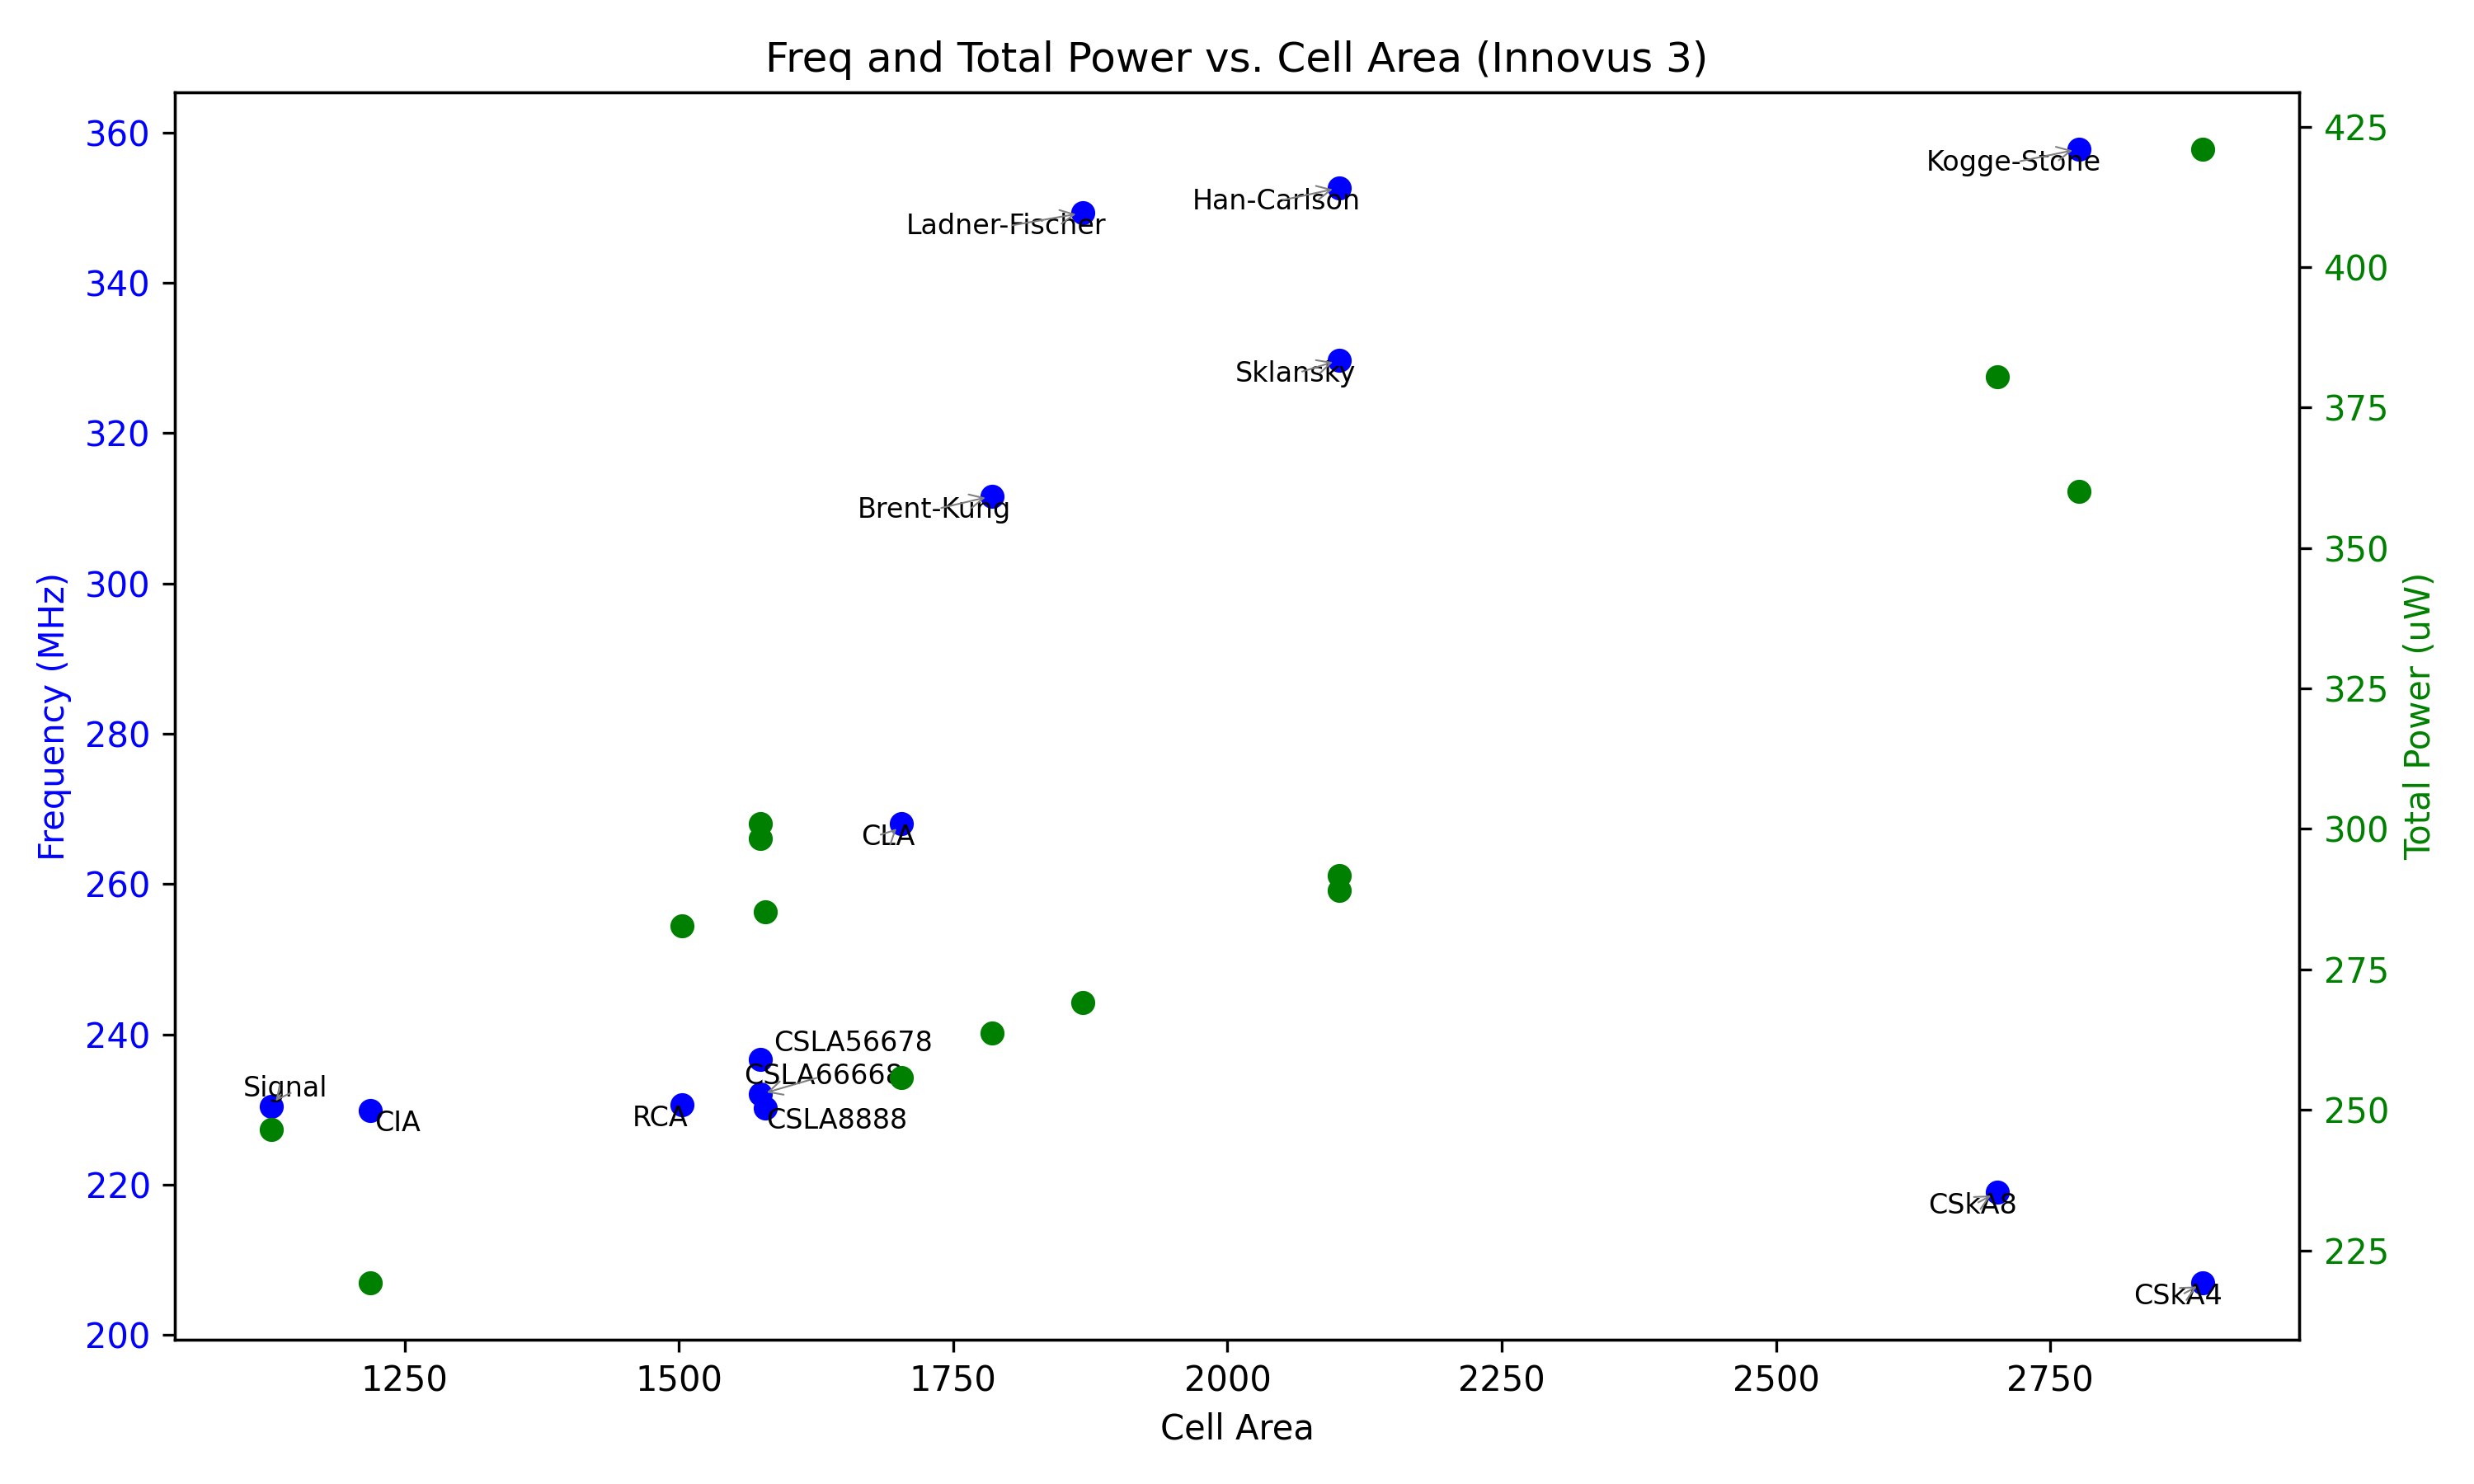 Freq and Total Power vs. Cell Area (Innovus 3)
360
340
320
300
280
260
240
220
200
Frequency (MHz)
425
400
375
350
325
300
275
250
225
Total Power (uW)
Kogge-Stone
Han-Carlson
Ladner-Fischer
Sklansky
Brent-Kung
CLA
CSLA56678
CSLA66668
Signal
CIA
RCA
CSLA8888
CSkA8
CSkA4
1250
1500
1750
2000
2250
2500
2750
Cell Area